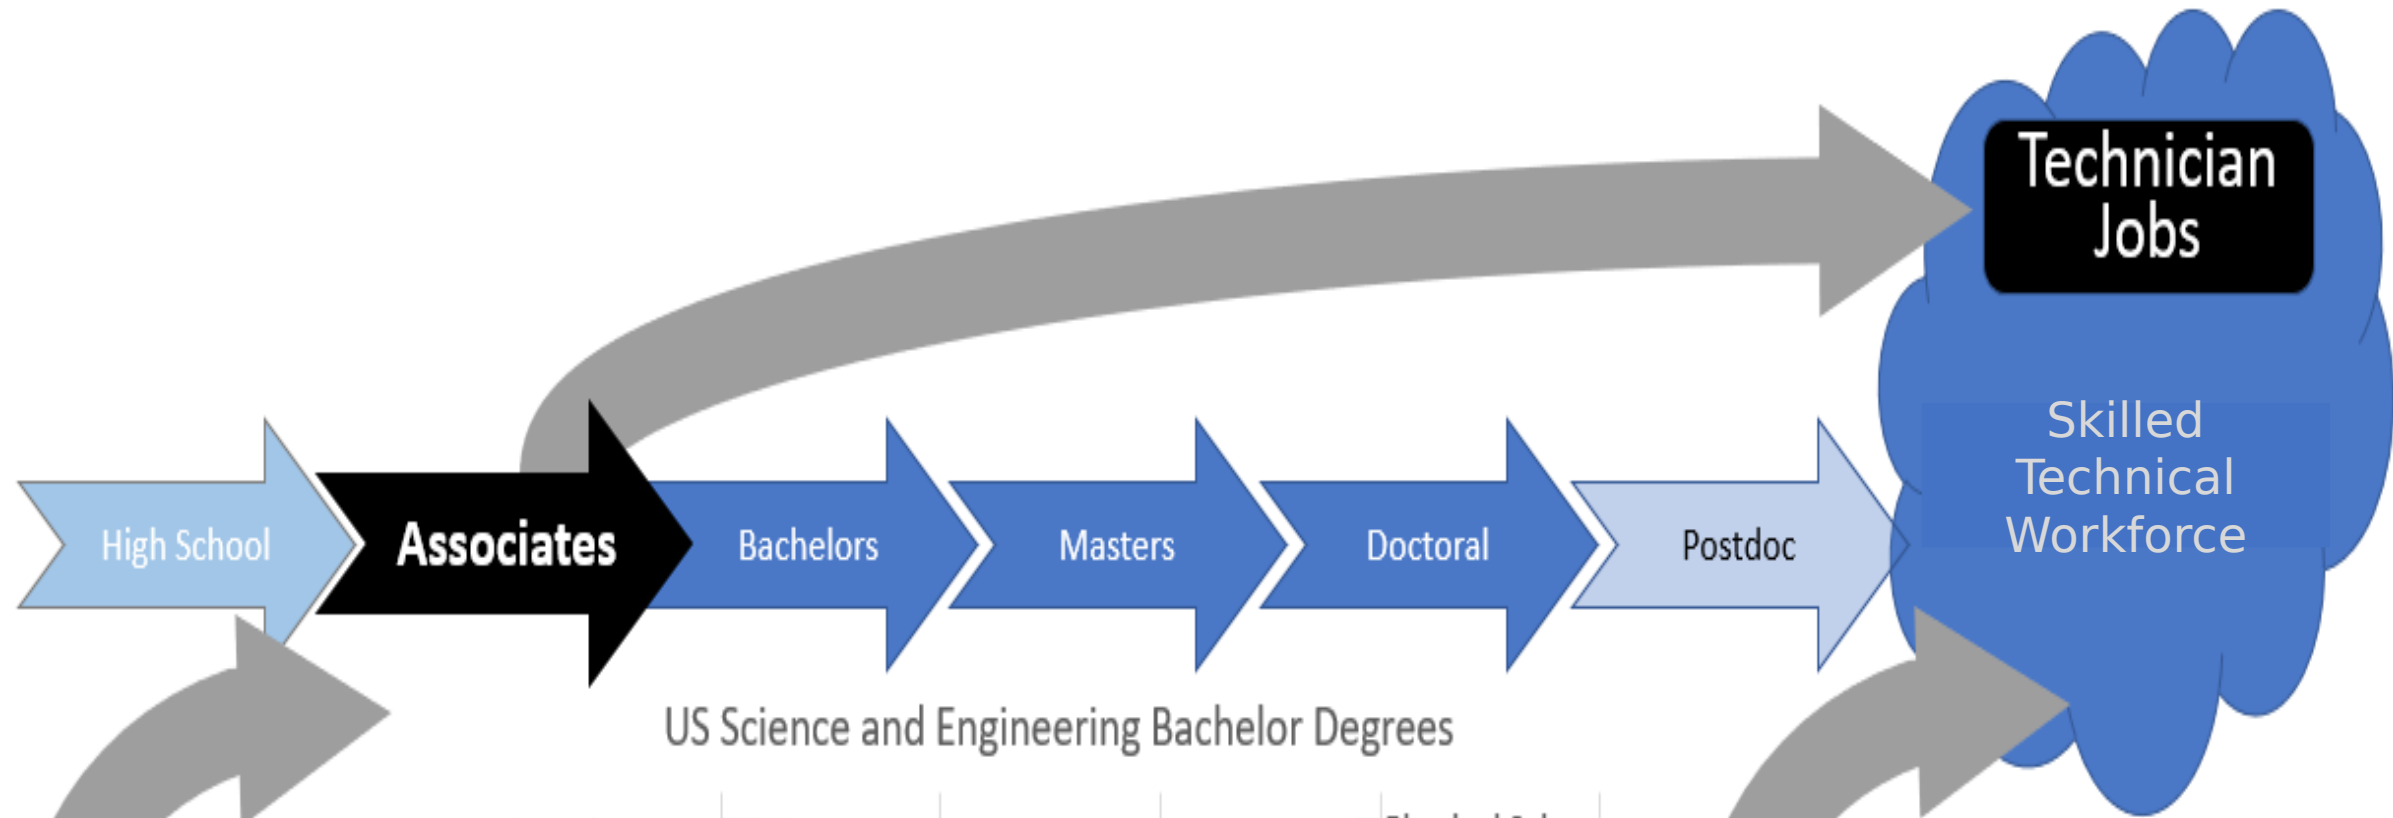 Technician
Jobs
Skilled
Technical
Workforce
High School
Associates
Bachelors
Masters
Doctoral
Postdoc
US Science and Engineering Bachelor Degrees